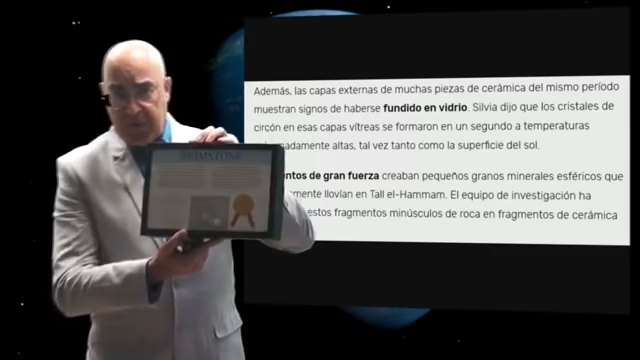 BRIMSTONE
Además, las capas externas de muchas piezas de cerámica del mismo período
muestran signos de haberse fundido en vidrio. Silvia dijo que los cristales de
circón en esas capas vítreas se formaron en un segundo a temperaturas
altas, tal vez tanto como la superficie del sol.
de gran fuerza creaban pequeños granos minerales esféricos que
llovían en Tall el-Hammam. El equipo de investigación ha
estos fragmentos minúsculos de roca en fragmentos de cerámica